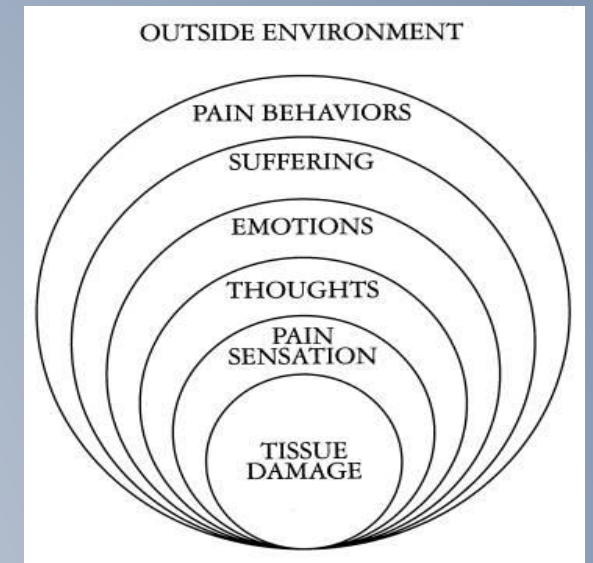 OUTSIDE ENVIRONMENT
PAIN BEHAVIORS
SUFFERING
EMOTIONS
THOUGHTS
PAIN
SENSATION
TISSUE
DAMAGE